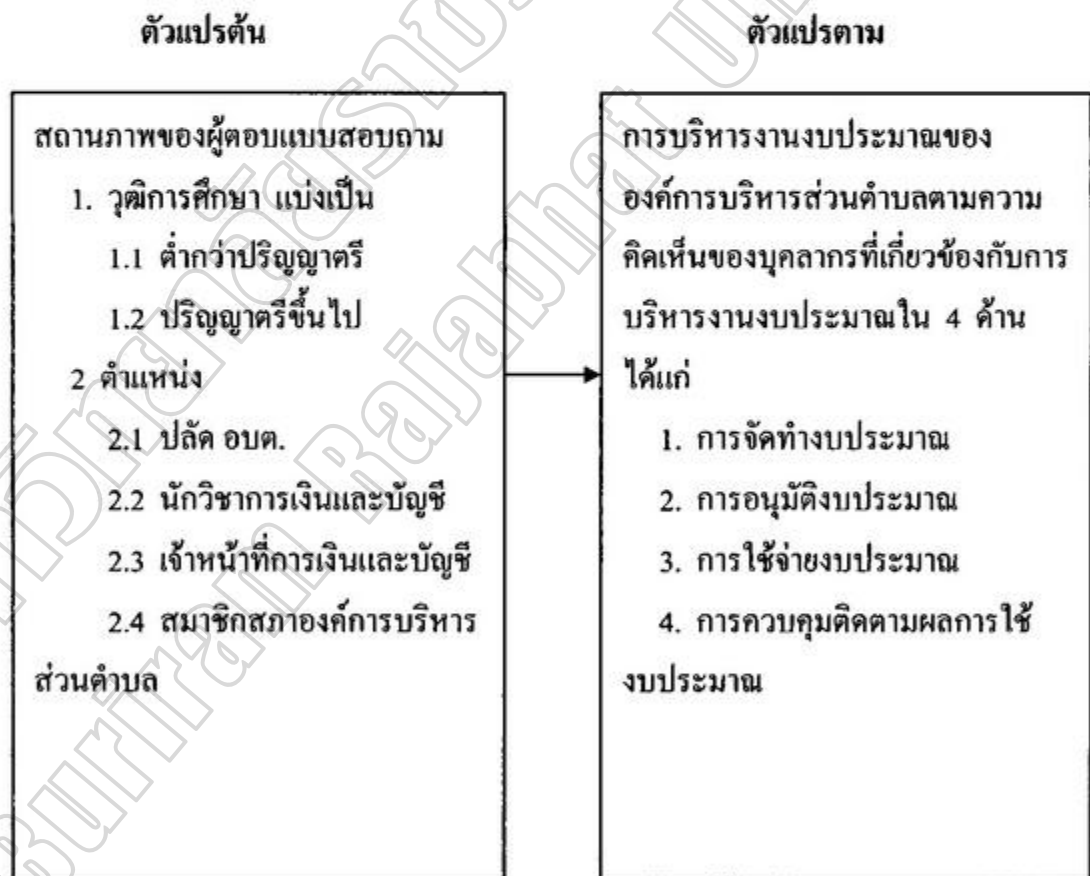 ตัวแปรต้น
ตัวแปรตาม
สถานภาพของผู้ตอบแบบสอบถาม
1. วุฒิการศึกษา แบ่งเป็น
1.1 ต่ำกว่าปริญญาตรี
1.2 ปริญญาตรีขึ้นไป
2 ตำแหน่ง
2.1 ปลัด อบต.
2.2 นักวิชาการเงินและบัญชี
2.3 เจ้าหน้าที่การเงินและบัญชี
2.4 สมาชิกสภาองค์การบริหาร
ส่วนตำบล
การบริหารงานงบประมาณของ
องค์การบริหารส่วนตำบลตามความ
คิดเห็นของบุคลากรที่เกี่ยวข้องกับการ
บริหารงานงบประมาณใน 4 ด้าน
ได้แก่
1. การจัดทำงบประมาณ
2. การอนุมัติงบประมาณ
3. การใช้จ่ายงบประมาณ
4. การควบคุมติดตามผลการใช้
งบประมาณ
Buriram Rajabhat